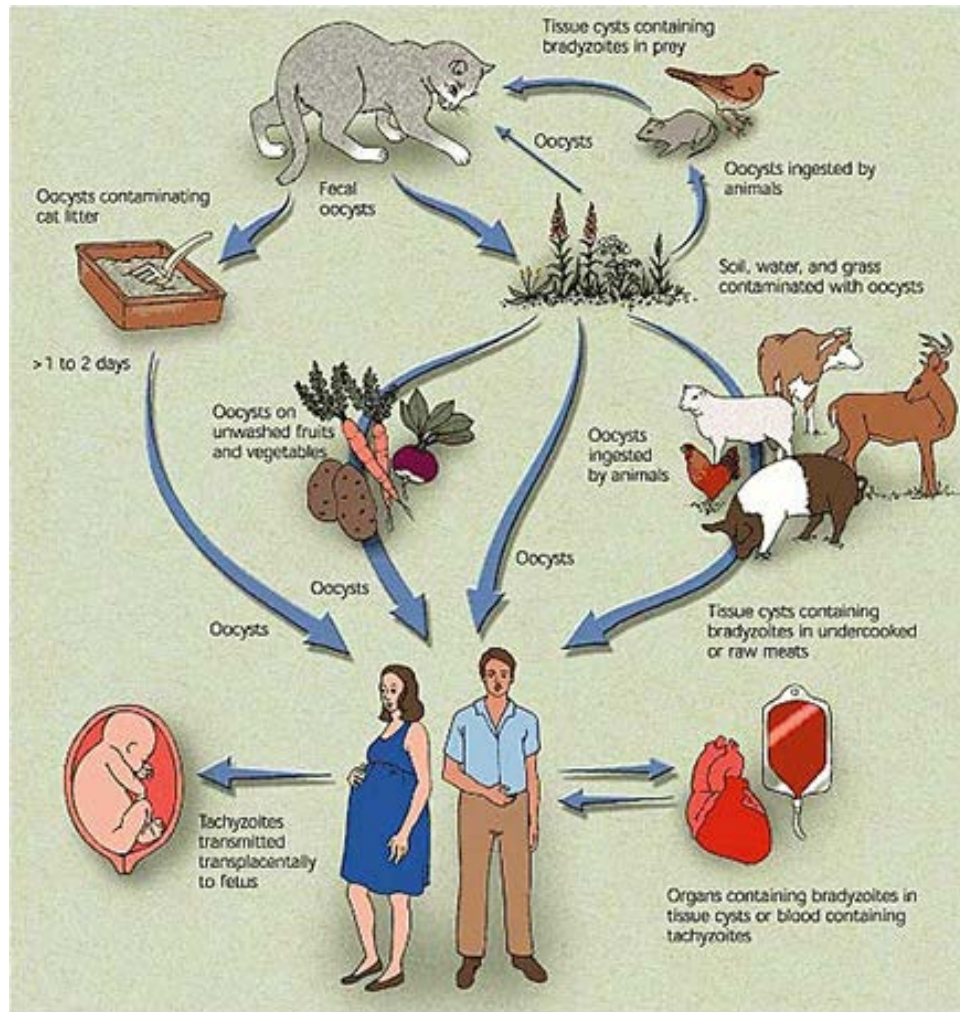 Tissue cysts containing
bradyzoites in prey
Oocysts
Oocysts ingested by
animals
Oocysts contaminating
cat litter
Fecal
oocysts
Soil, water, and grass
contaminated with oocysts
>1 to 2 days
Oocysts on
unwashed fruits
and vegetables
Oocysts
ingested
by animals
Oocysts
Oocysts
Oocysts
Tissue cysts containing
bradyzoites in undercooked
or raw meats
Tachyzoites
transmitted
transplacentally
to fetus
Organs containing bradyzoites in
tissue cysts or blood containing
tachyzoites